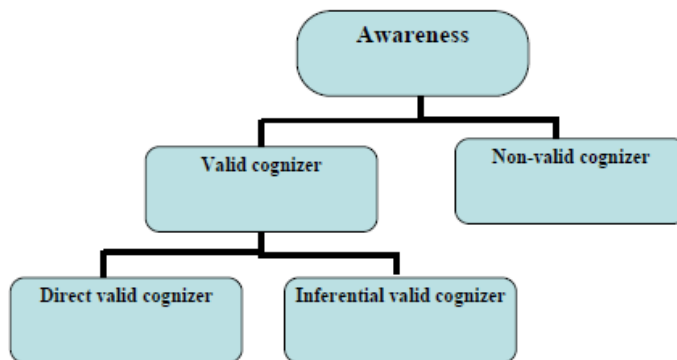 Awareness
Valid cognizer
Non-valid cognizer
Direct valid cognizer
Inferential valid cognizer